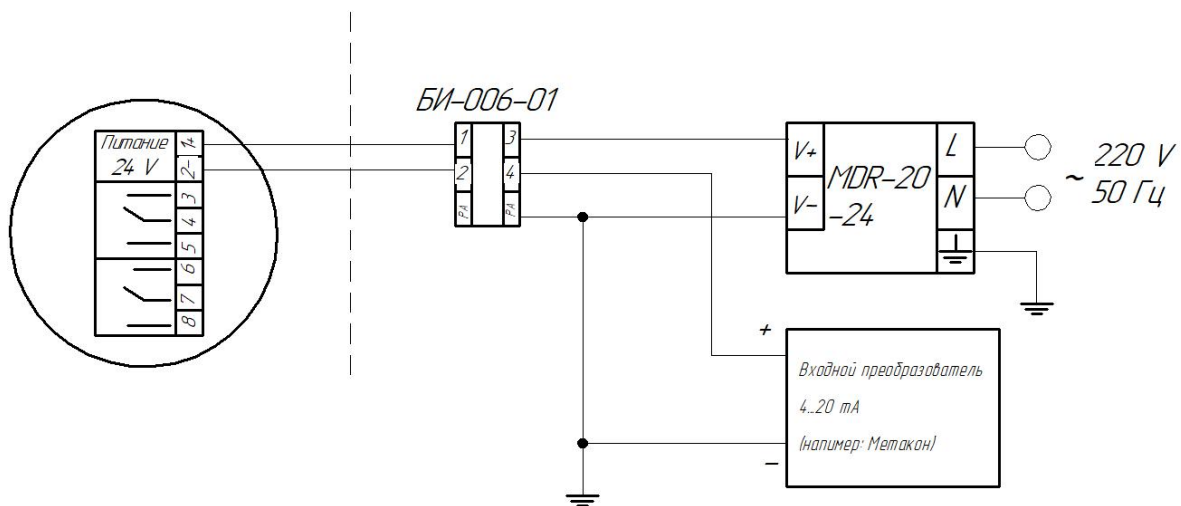 БИ-006-01
Питание
24 V
1+
2-
3
4
5
6
7
8
1
2
PA
3
4
PA
V+
V-
MDR-20
-24
L
N
~ 220 V
50 Гц
+
-
Входной преобразователь
4...20 mA
(напимер: Метакон)